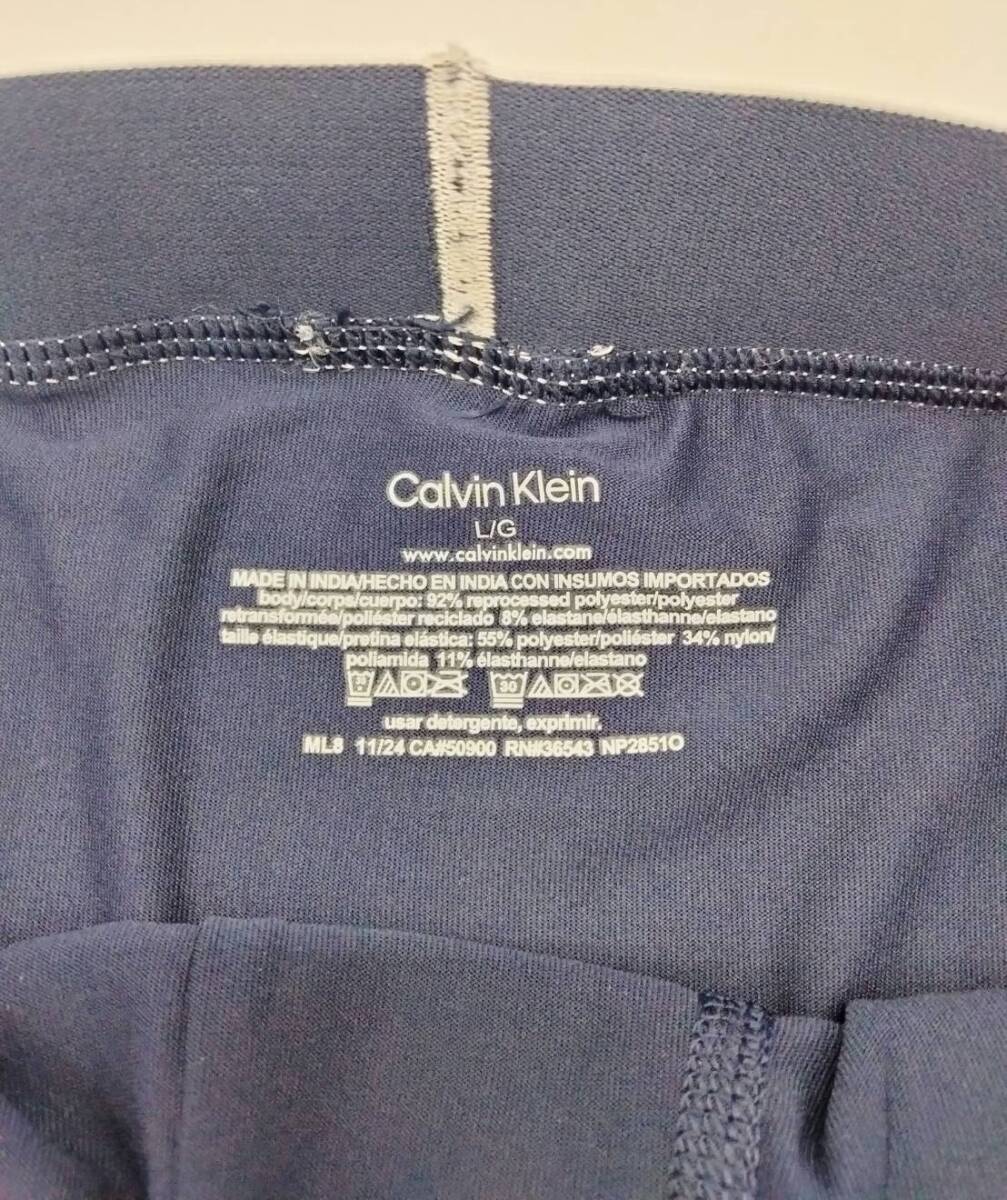 Calvin Klein
L/G
www.calvinklein.com
MADE IN INDIA/HECHO EN INDIA CON INSUMOS IMPORTADOS
body/corps/cuerpo: 92% reprocessed polyester/polyester
retransformée/poliéster reciclado 8% elastane/élasthanne/elastano
taille élastique/pretina elástica: 55% polyester/poliéster 34% nylon/
poliamida 11% élasthanne/elastano
30 30
usar detergente, exprimir.
ML8 11/24 CA#50900 RN#36543 NP2851O